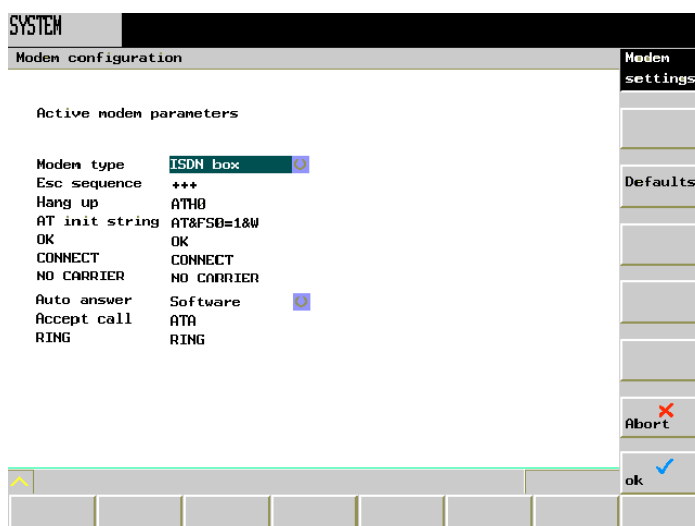 SYSTEM
Modem configuration
Modem
settings
Active modem parameters
Modem type ISDN box
Esc sequence +++
Defaults
Hang up ATH0
AT init string AT&FS0=1&W
OK OK
CONNECT CONNECT
NO CARRIER NO CARRIER
Auto answer Software
Accept call ATA
RING RING
Abort
ok